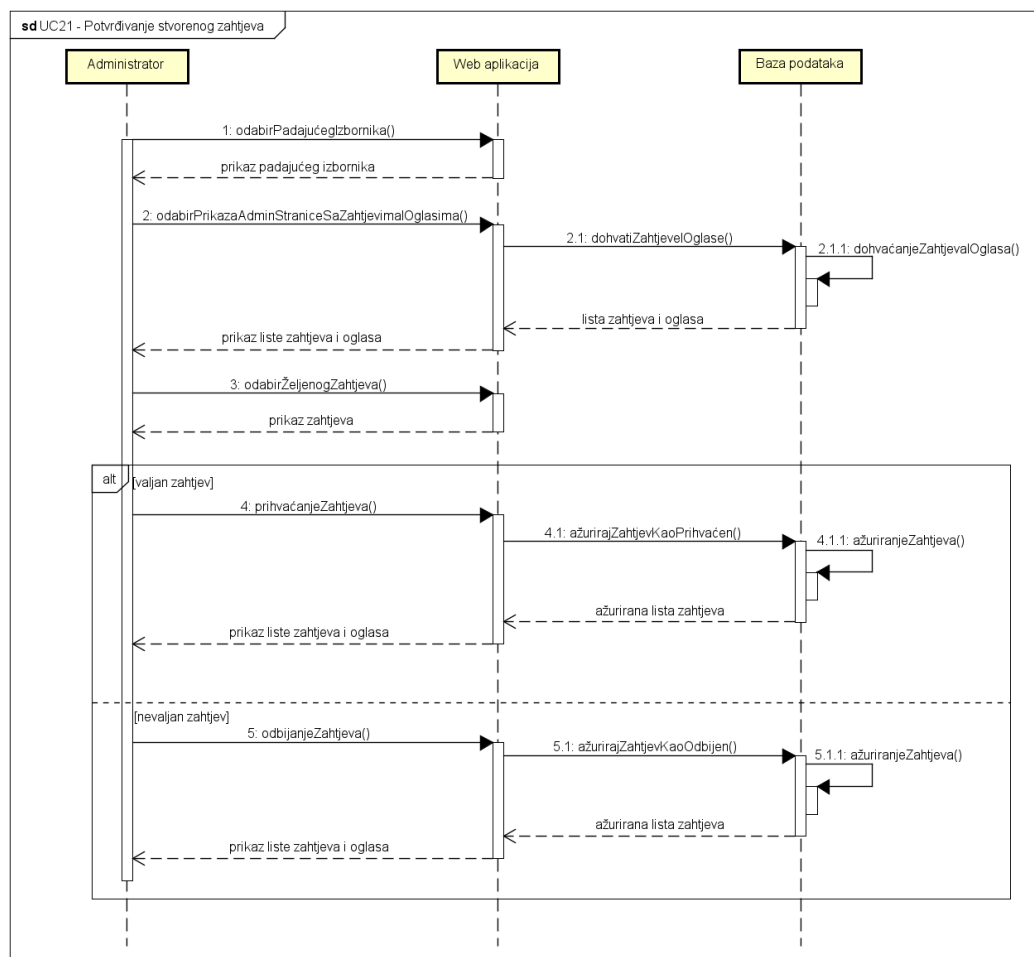 sd UC21 - Potvrđivanje stvorenog zahtjeva
Administrator
Web aplikacija
Baza podataka
1: odabirPadajućegIzbornika()
prikaz padajućeg izbornika
2: odabirPrikazaAdminStraniceSaZahtjevimaIOglasima()
2.1: dohvatiZahtjeveIOglase()
2.1.1: dohvaćanjeZahtjevaIOglasa()
lista zahtjeva i oglasa
prikaz liste zahtjeva i oglasa
3: odabirŽeljenogZahtjeva()
prikaz zahtjeva
alt
[valjan zahtjev]
4: prihvaćanjeZahtjeva()
4.1: ažurirajZahtjevKaoPrihvaćen()
4.1.1: ažuriranjeZahtjeva()
ažurirana lista zahtjeva
prikaz liste zahtjeva i oglasa
[nevaljan zahtjev]
5: odbijanjeZahtjeva()
5.1: ažurirajZahtjevKaoOdbijen()
5.1.1: ažuriranjeZahtjeva()
ažurirana lista zahtjeva
prikaz liste zahtjeva i oglasa